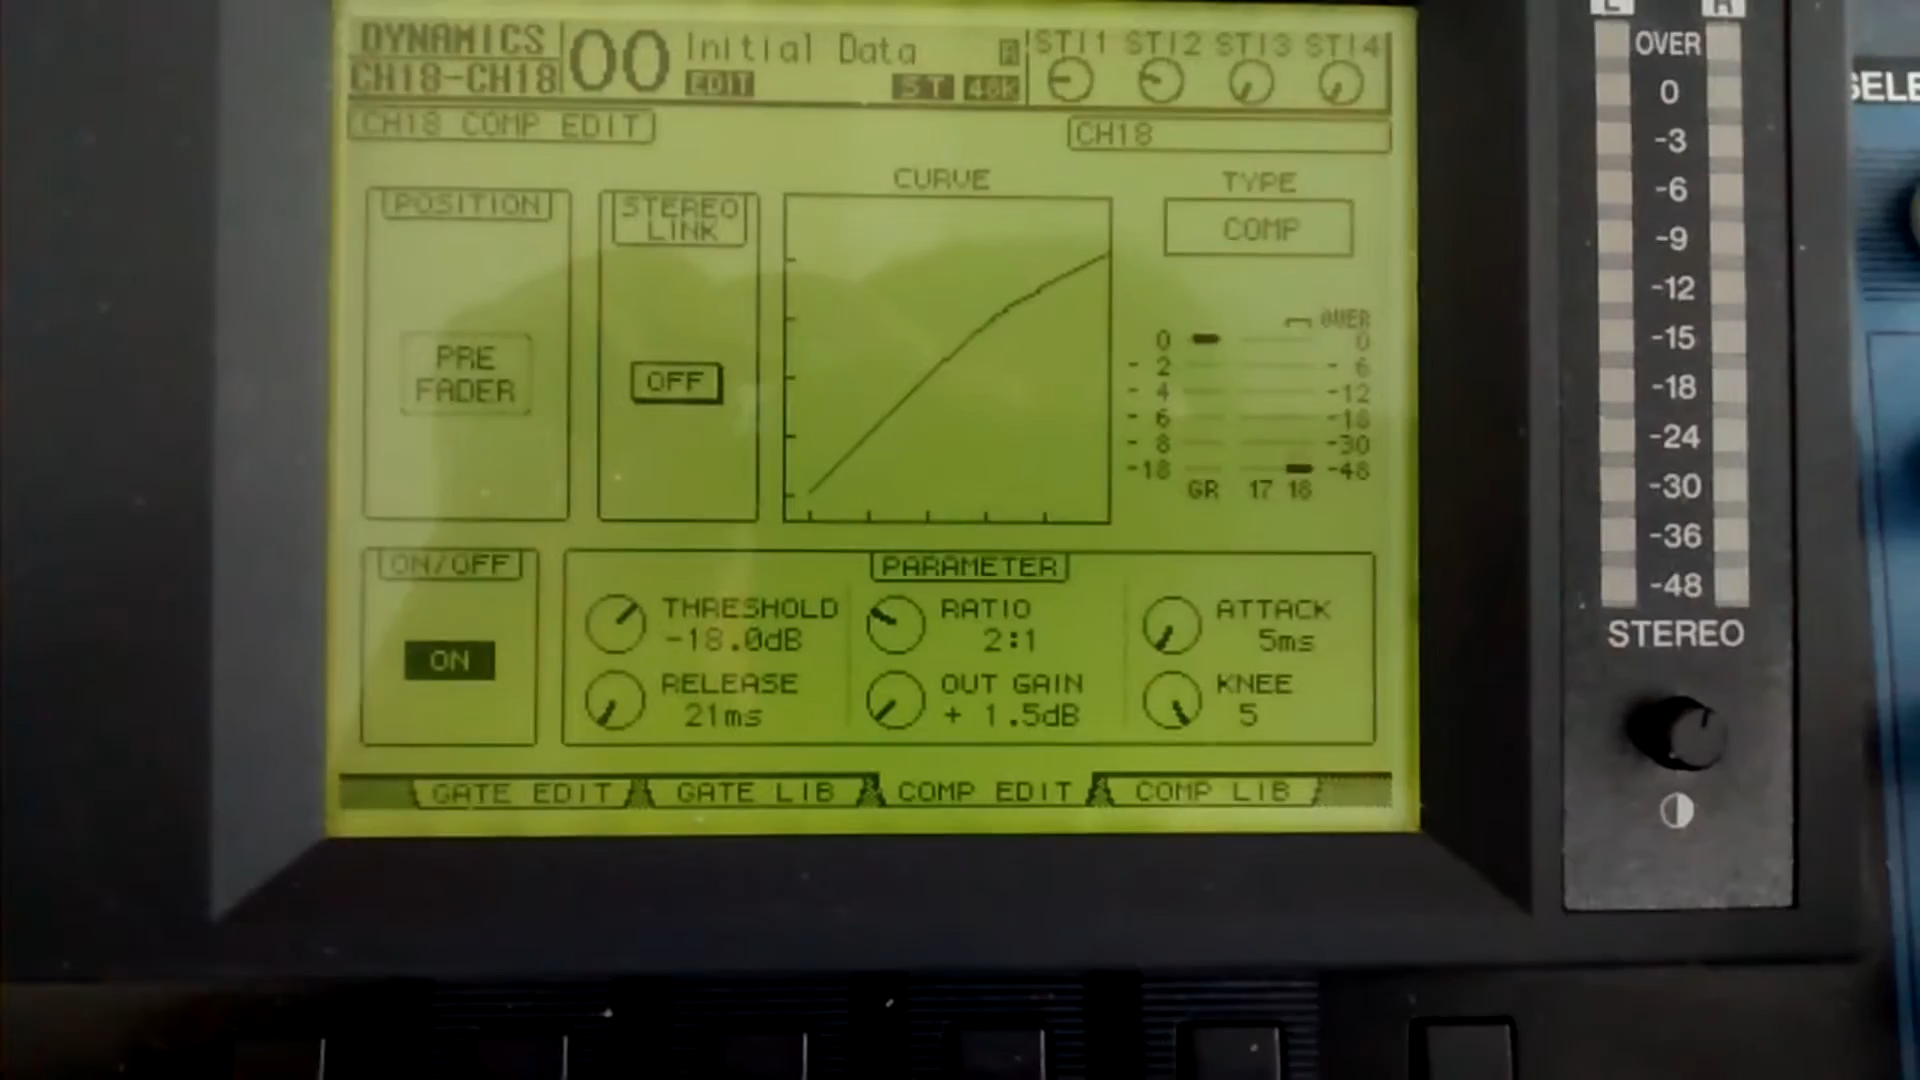 DYNAMICS
CH18-CH18
00
Initial Data
EDIT
ST 48K
STI1 STI2 STI3 STI4
CH18 COMP EDIT
CH18
POSITION
PRE
FADER
STEREO
LINK
OFF
CURVE
TYPE
COMP
OVER
0 0
-2 -6
-4 -12
-6 -18
-8 -30
-18 -48
GR 17 18
ON/OFF
ON
PARAMETER
THRESHOLD
-18.0dB
RATIO
2:1
ATTACK
5ms
RELEASE
21ms
OUT GAIN
+ 1.5dB
KNEE
5
GATE EDIT
GATE LIB
COMP EDIT
COMP LIB
L R
OVER
0
-3
-6
-9
-12
-15
-18
-24
-30
-36
-48
STEREO